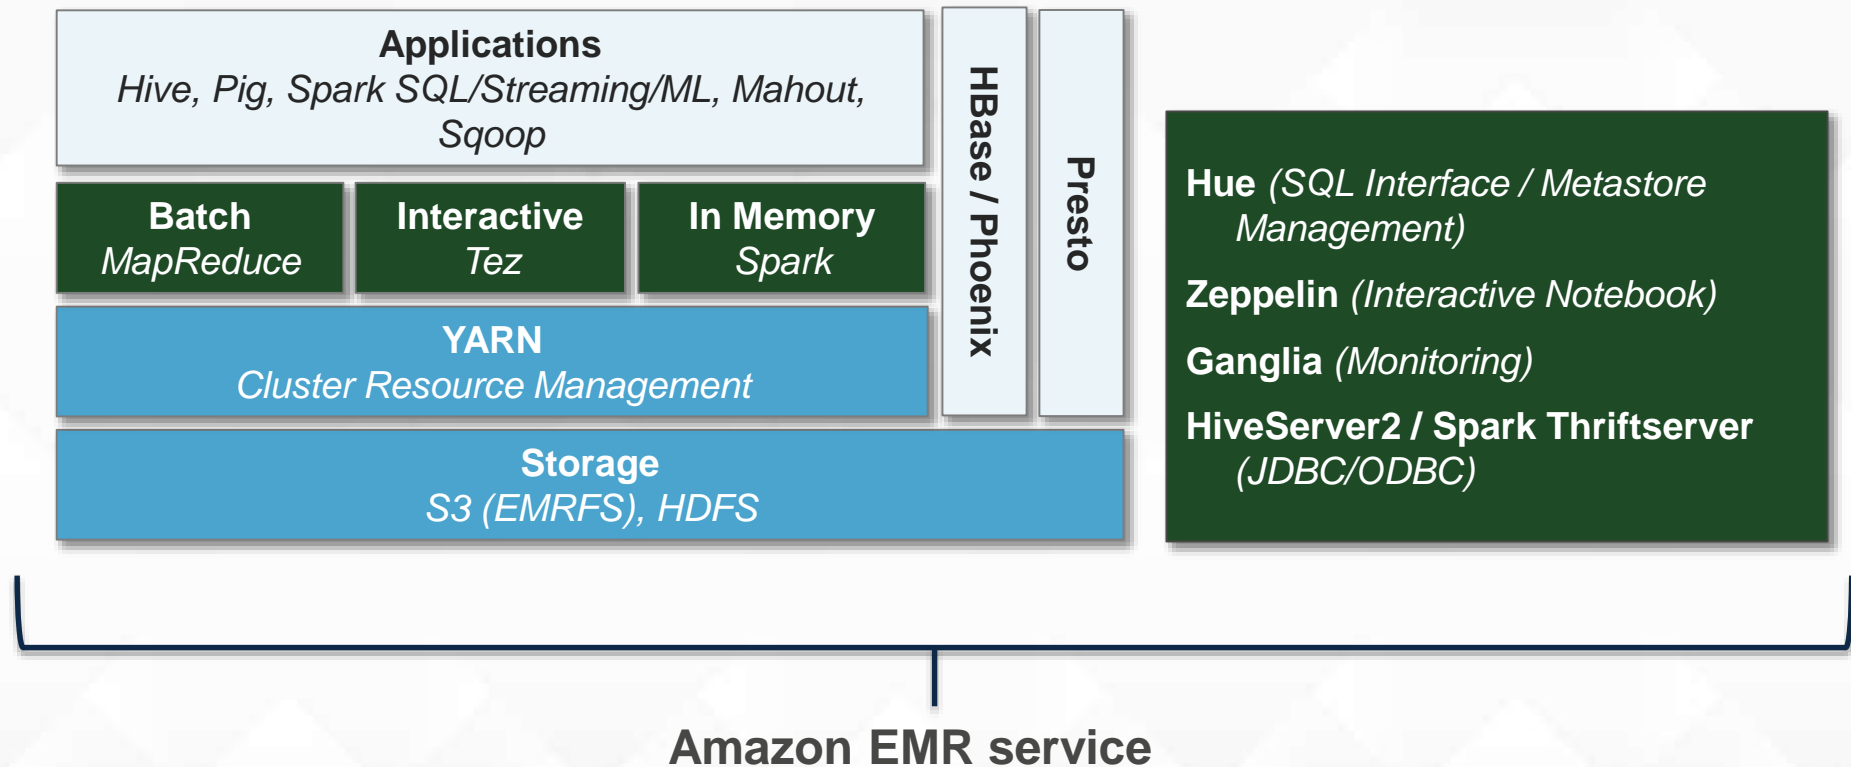 Applications
Hive, Pig, Spark SQL/Streaming/ML, Mahout,
Sqoop
Batch
MapReduce
Interactive
Tez
In Memory
Spark
YARN
Cluster Resource Management
HBase / Phoenix
Presto
Storage
S3 (EMRFS), HDFS
Hue (SQL Interface / Metastore
Management)
Zeppelin (Interactive Notebook)
Ganglia (Monitoring)
HiveServer2 / Spark Thriftserver
(JDBC/ODBC)
Amazon EMR service